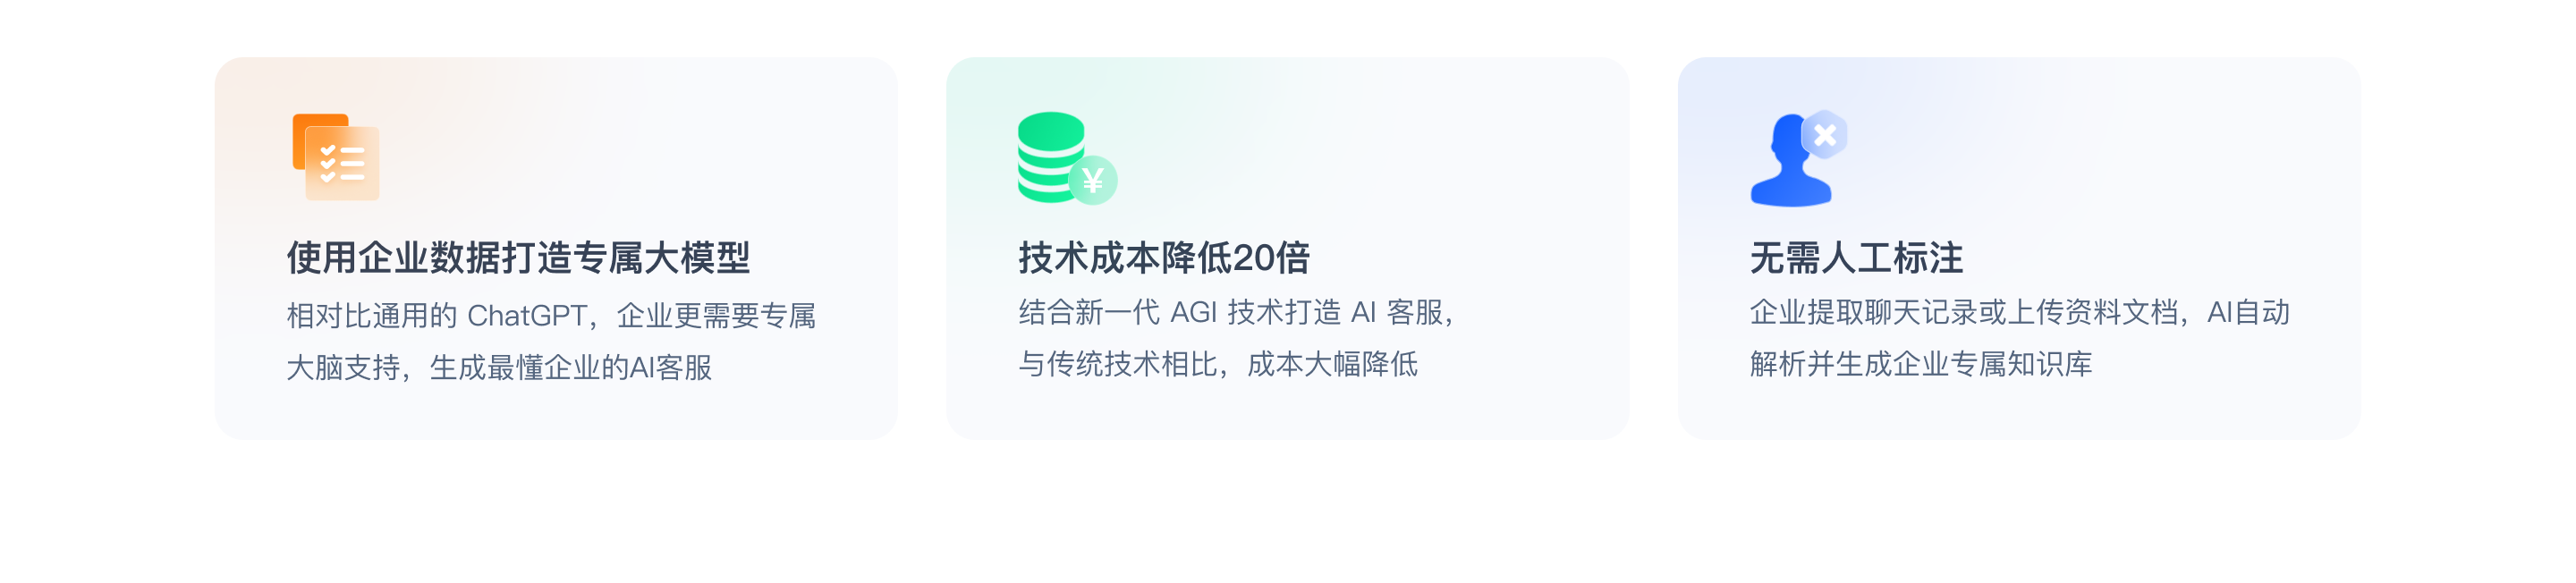 使用企业数据打造专属大模型
相对比通用的 ChatGPT，企业更需要专属
大脑支持，生成最懂企业的AI客服
¥
技术成本降低20倍
结合新一代 AGI 技术打造 AI 客服，
与传统技术相比，成本大幅降低
无需人工标注
企业提取聊天记录或上传资料文档，AI自动
解析并生成企业专属知识库